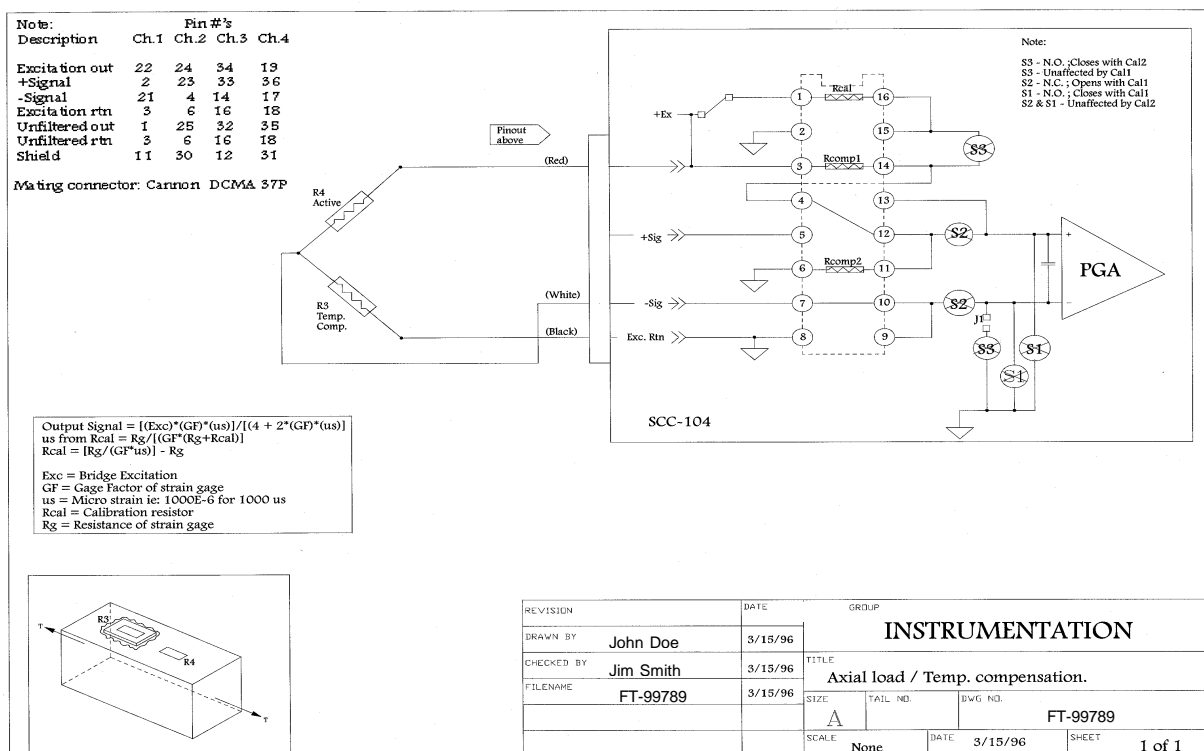 Note: Pin #'s
Description Ch.1 Ch.2 Ch.3 Ch.4
Excitation out 22 24 34 19
+Signal 2 23 33 36
-Signal 21 4 14 17
Excitation rtn 3 6 16 18
Unfiltered out 1 25 32 35
Unfiltered rtn 3 6 16 18
Shield 11 30 12 31
Mating connector: Cannon DCMA 37P
Note:
S3 - N.O. ;Closes with Cal2
S3 - Unaffected by Cal1
S2 - N.C. ; Opens with Cal1
S1 - N.O. ; Closes with Cal1
S2 & S1 - Unaffected by Cal2
Pinout
above
R4
Active
R3
Temp.
Comp.
(Red)
(White)
(Black)
+Ex
+Sig
-Sig
Exc. Rtn
1 Rcal 16
2 15
3 Rcomp1 14
4 13
5 12
6 Rcomp2 11
7 10
8 9
S3
S2
S2
J1
S3
S1
S1
+
PGA
-
SCC-104
Output Signal = [(Exc)*(GF)*(us)]/[(4 + 2*(GF)*(us)]
us from Rcal = Rg/[(GF*(Rg+Rcal)]
Rcal = [Rg/(GF*us)] - Rg
Exc = Bridge Excitation
GF = Gage Factor of strain gage
us = Micro strain ie: 1000E-6 for 1000 us
Rcal = Calibration resistor
Rg = Resistance of strain gage
T
R3
R4
T
REVISION DATE GROUP
INSTRUMENTATION
DRAWN BY John Doe 3/15/96
CHECKED BY Jim Smith 3/15/96
TITLE
Axial load / Temp. compensation.
FILENAME FT-99789 3/15/96
SIZE A TAIL NO. DWG NO. FT-99789
SCALE None DATE 3/15/96 SHEET 1 of 1